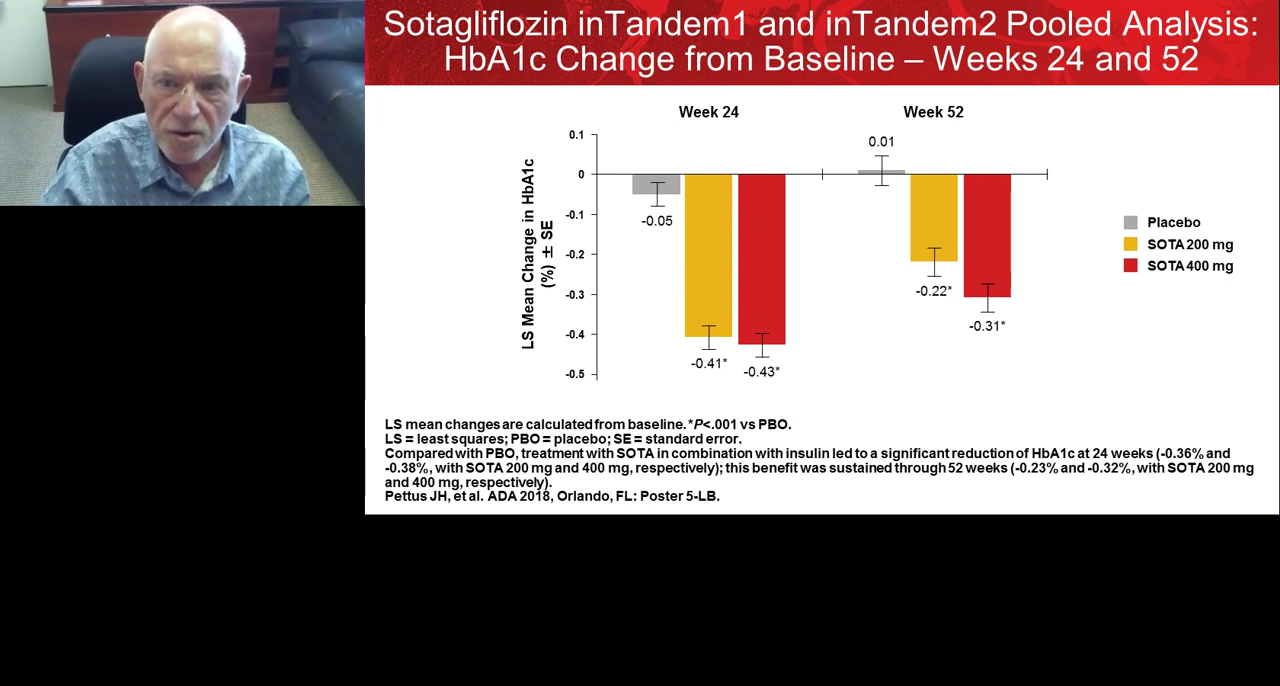 Sotagliflozin inTandem1 and inTandem2 Pooled Analysis:
HbA1c Change from Baseline – Weeks 24 and 52
Week 24
Week 52
LS Mean Change in HbA1c
(%) ± SE
0.1
0
-0.1
-0.2
-0.3
-0.4
-0.5
-0.05
-0.41*
-0.43*
0.01
-0.22*
-0.31*
Placebo
SOTA 200 mg
SOTA 400 mg
LS mean changes are calculated from baseline. *P<.001 vs PBO.
LS = least squares; PBO = placebo; SE = standard error.
Compared with PBO, treatment with SOTA in combination with insulin led to a significant reduction of HbA1c at 24 weeks (-0.36% and
-0.38%, with SOTA 200 mg and 400 mg, respectively); this benefit was sustained through 52 weeks (-0.23% and -0.32%, with SOTA 200 mg
and 400 mg, respectively).
Pettus JH, et al. ADA 2018, Orlando, FL: Poster 5-LB.